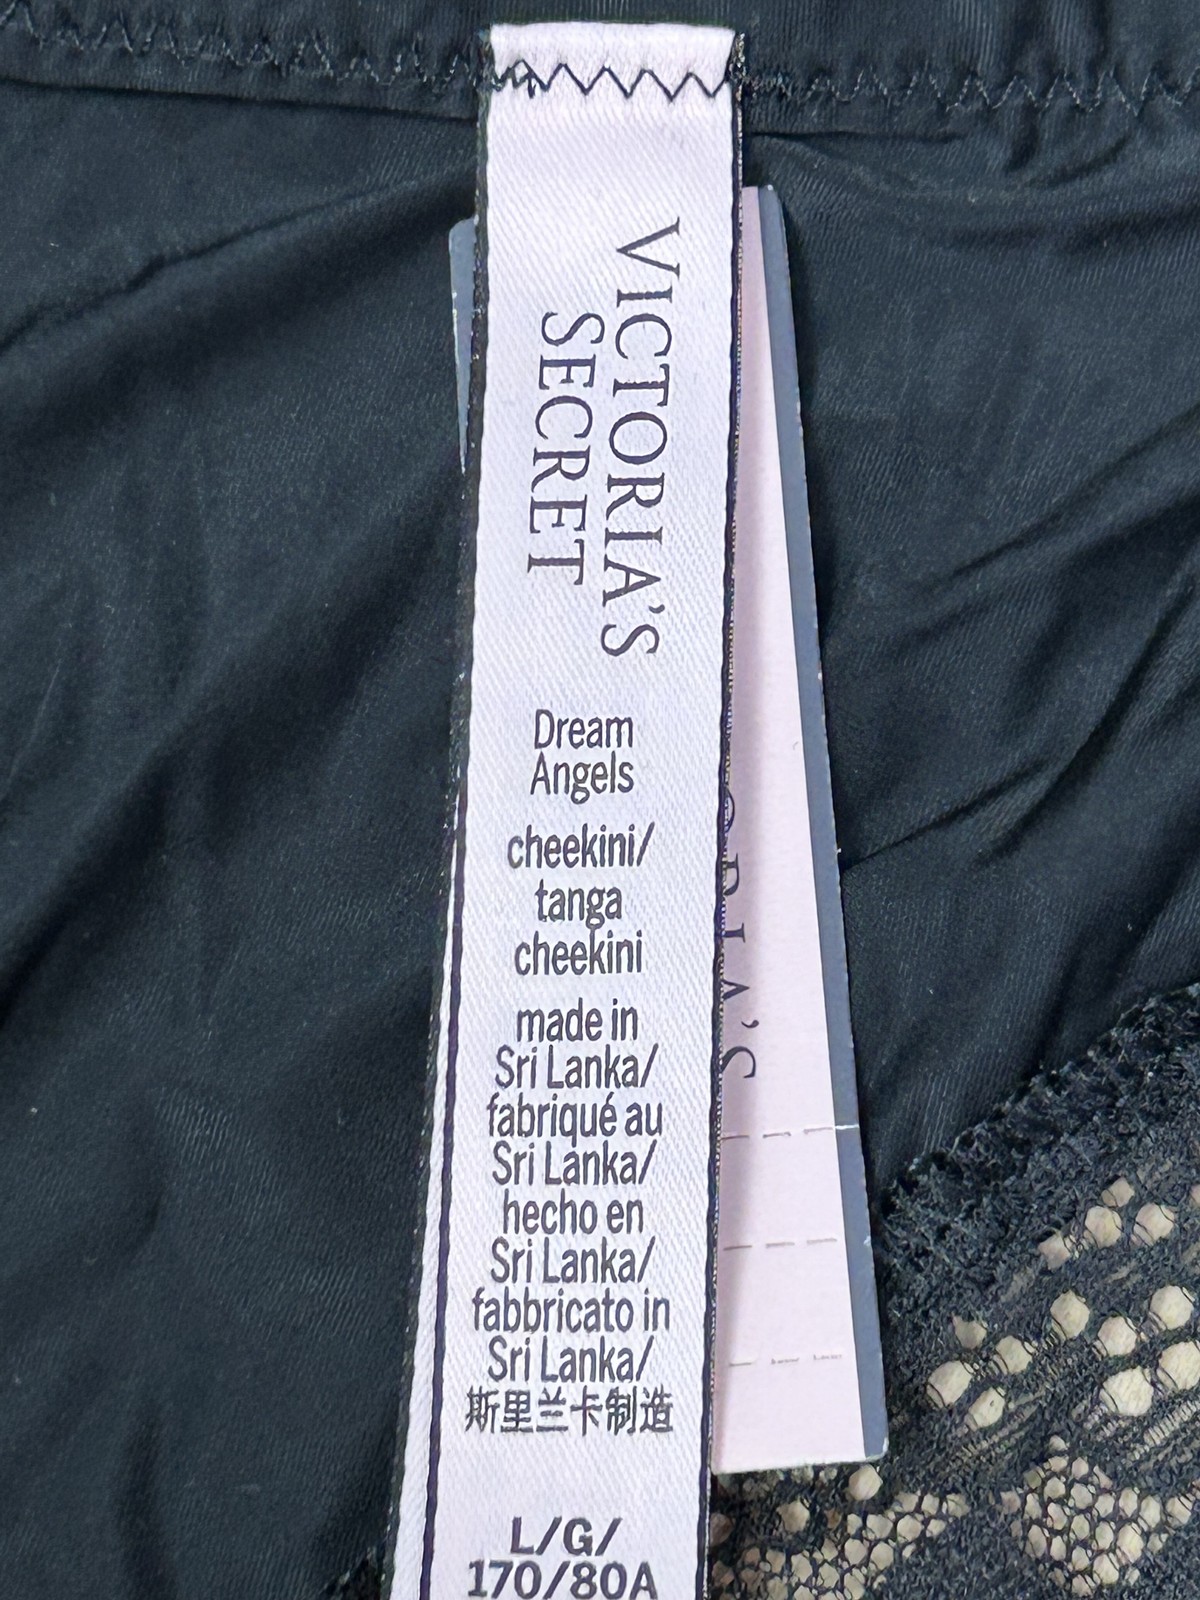 VICTORIA'S
SECRET
Dream
Angels
cheekini/
tanga
cheekini
made in
Sri Lanka/
fabriqué au
Sri Lanka/
hecho en
Sri Lanka/
fabbricato in
Sri Lanka/
斯里兰卡制造
L/G/
170/80A